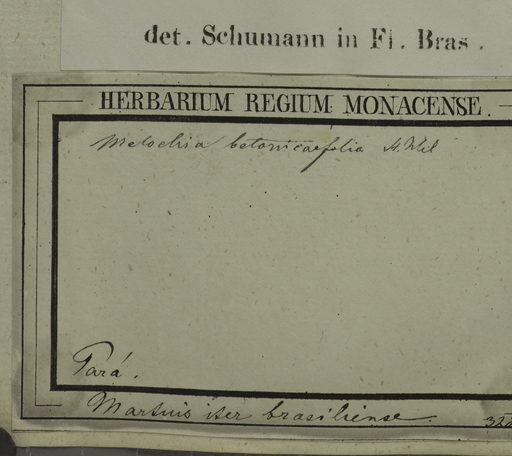 det. Schumann in Fl. Bras.
HERBARIUM REGIUM MONACENSE.
Melochia betonicaefolia St. Hil
Pará.
Martius iter brasiliense.